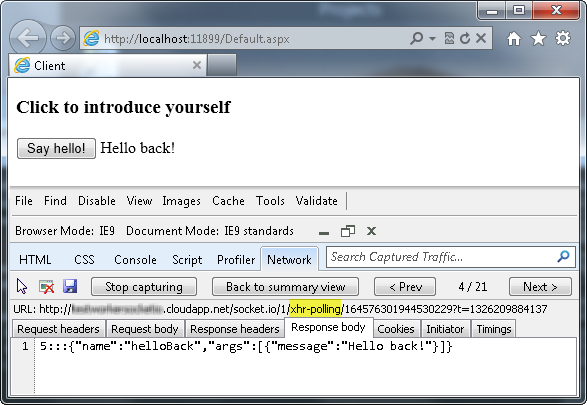 Projects
http://localhost:11899/Default.aspx
Client
Click to introduce yourself
Say hello! Hello back!
File Find Disable View Images Cache Tools Validate
Browser Mode: IE9 Document Mode: IE9 standards
HTML CSS Console Script Profiler Network Search Captured Traffic...
Stop capturing Back to summary view < Prev 4 / 21 Next >
URL: http://.cloudapp.net/socket.io/1/xhr-polling/164576301944530229?t=1326209884137
Request headers Request body Response headers Response body Cookies Initiator Timings
1 5:::{"name":"helloBack","args":[{"message":"Hello back!"}]}